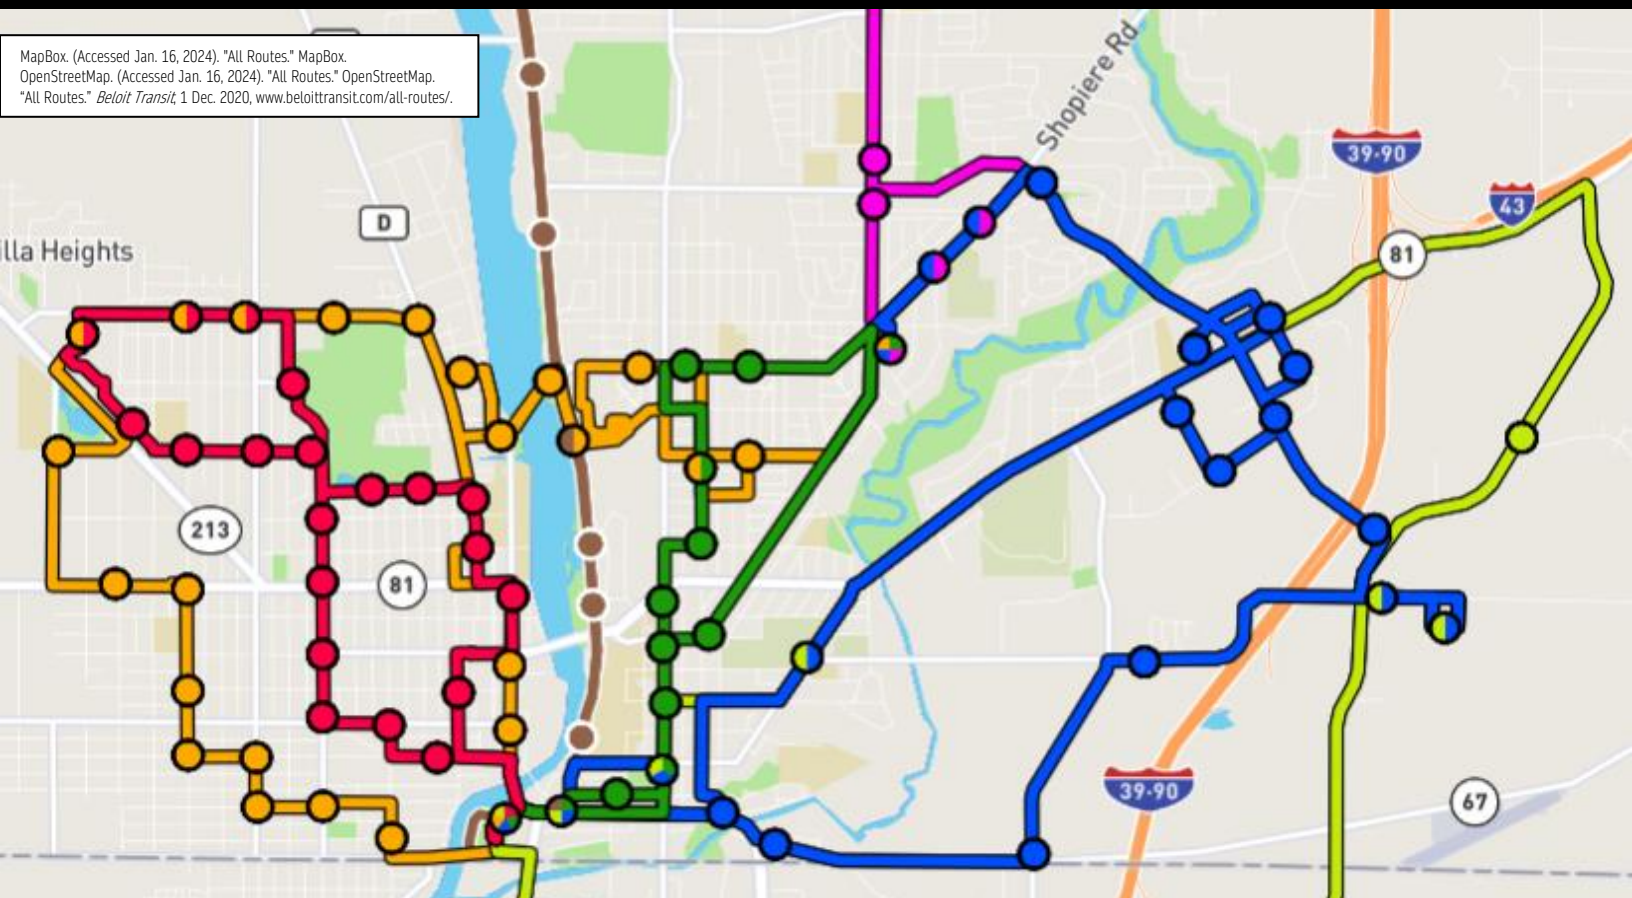 MapBox. (Accessed Jan. 16, 2024). "All Routes." MapBox.
OpenStreetMap. (Accessed Jan. 16, 2024). "All Routes." OpenStreetMap.
“All Routes.” Beloit Transit, 1 Dec. 2020, www.beloittransit.com/all-routes/.
Shopiere Rd
39-90
43
D
81
illa Heights
213
81
39-90
67